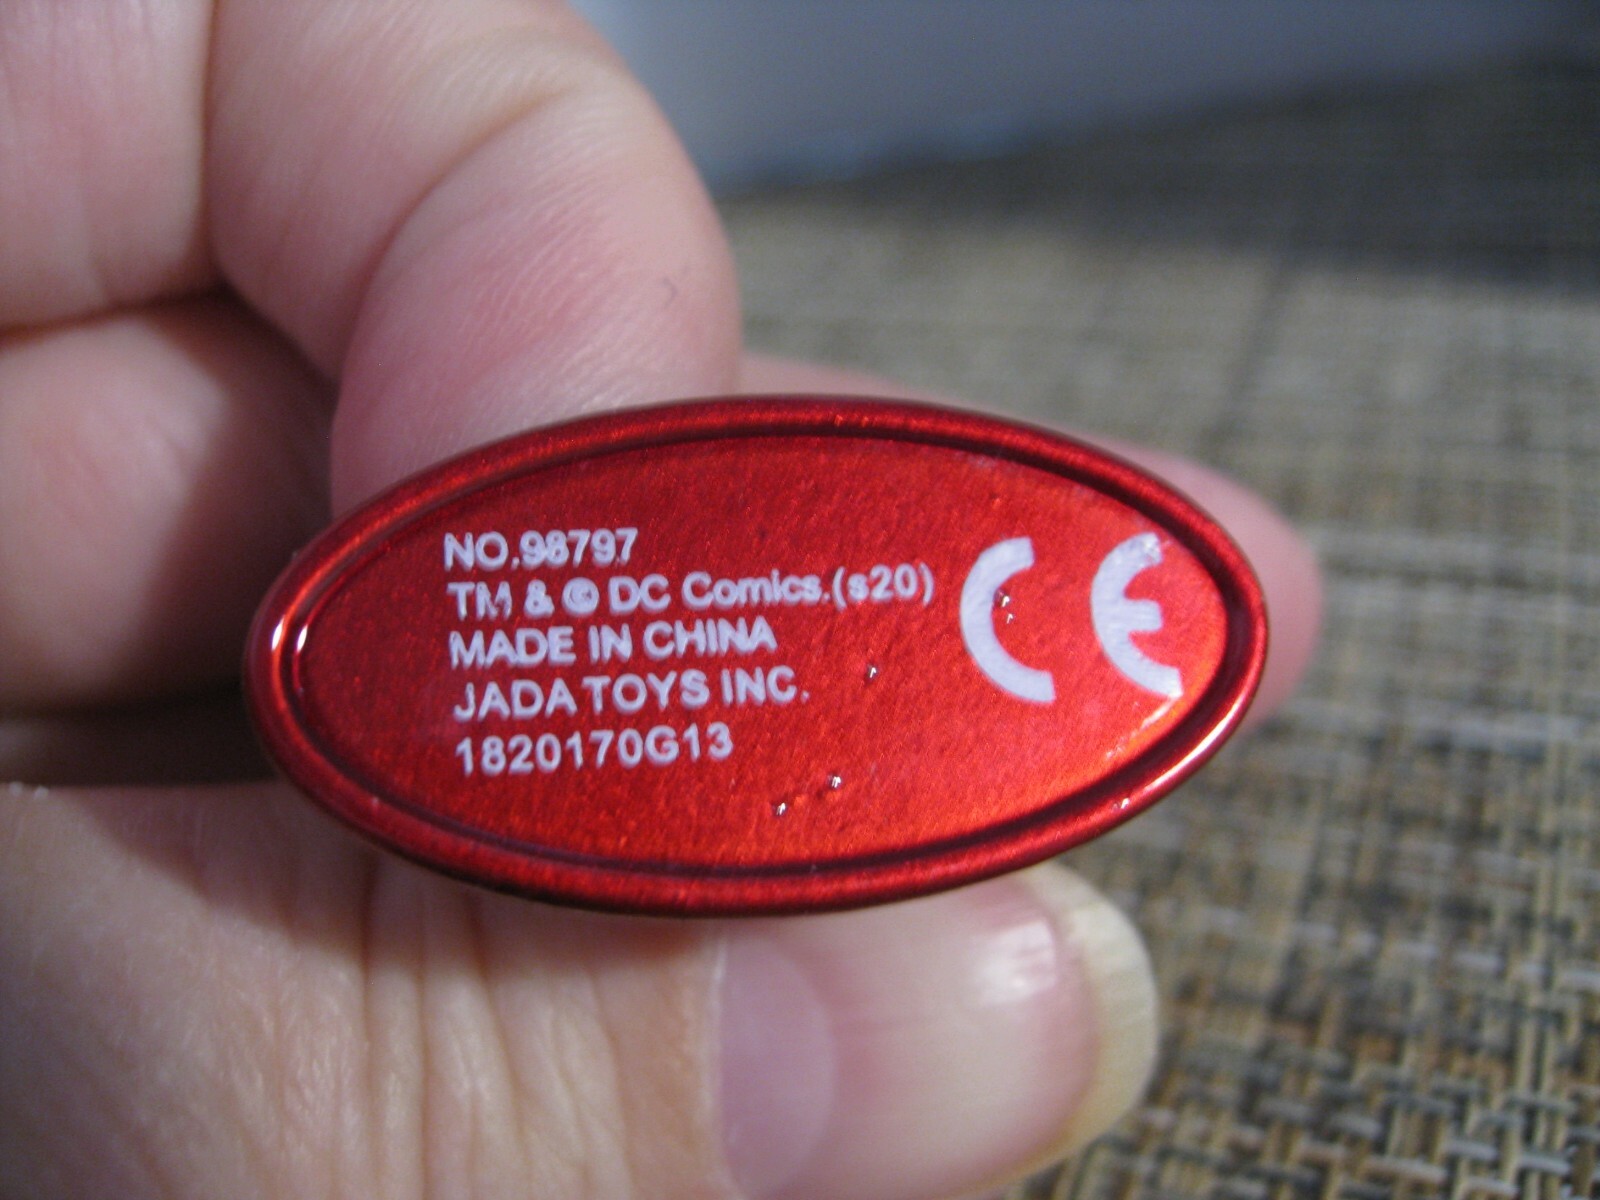 NO.98797
TM & © DC Comics.(s20)
MADE IN CHINA
JADA TOYS INC.
1820170G13
CE